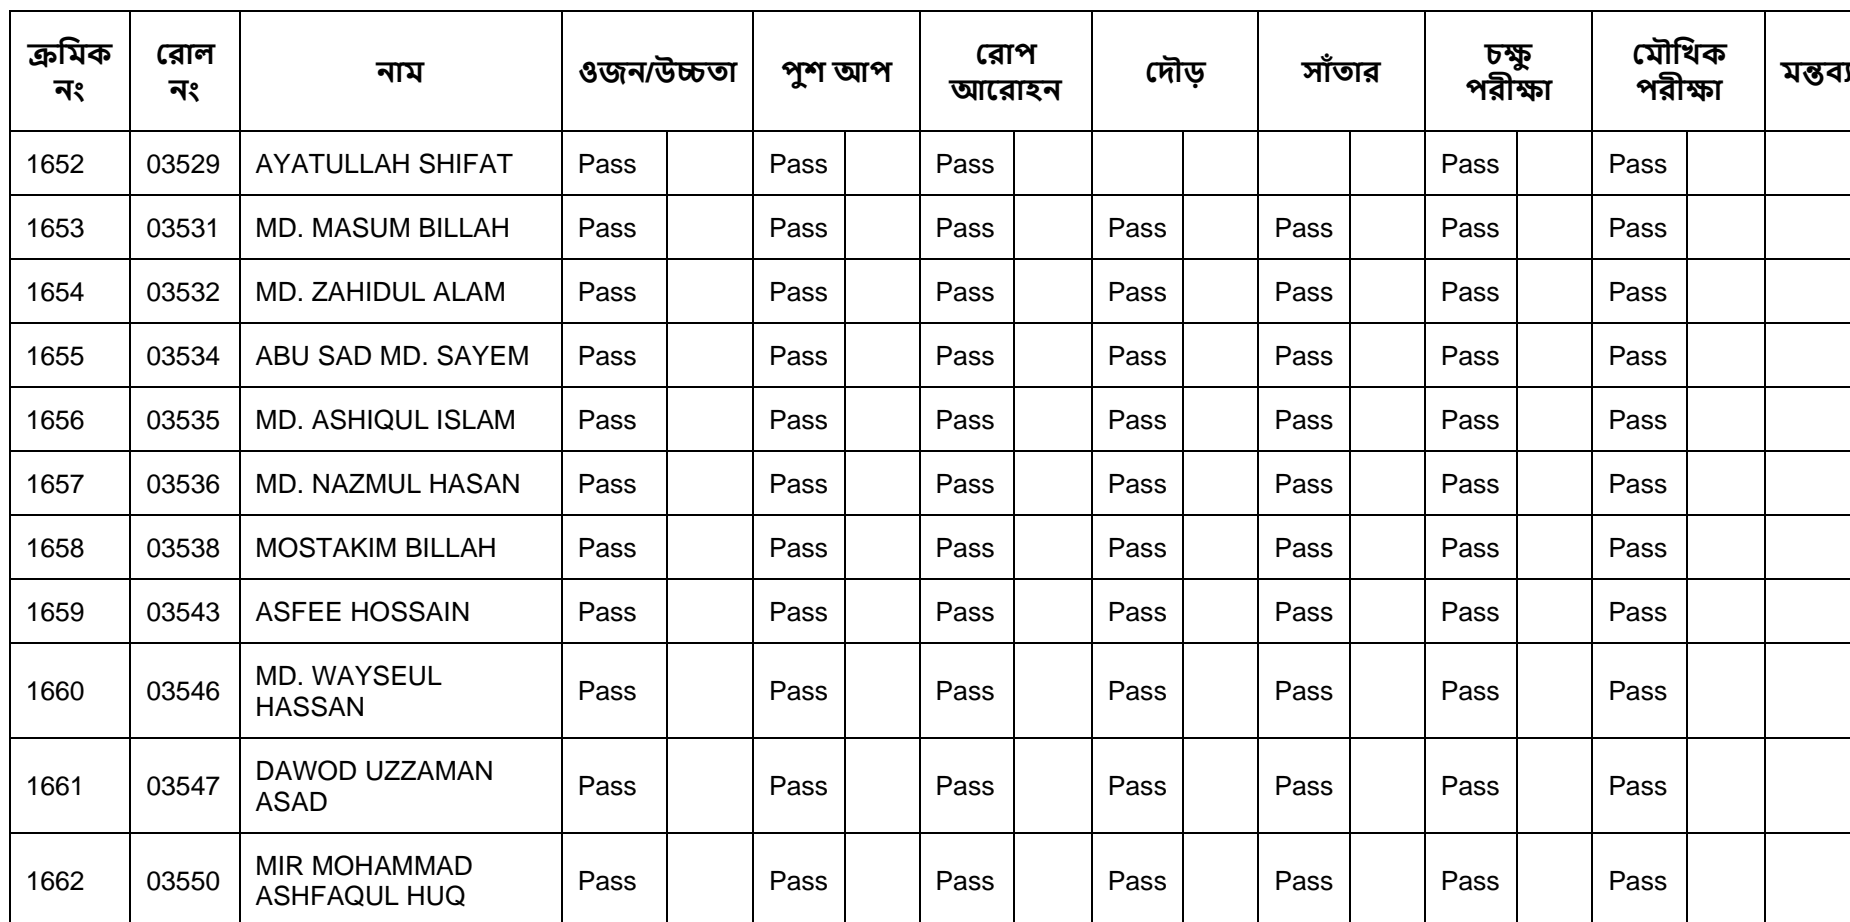 ক্রমিক নং রোল নং নাম ওজন/উচ্চতা পুশ আপ রোপ আরোহন দৌড় সাঁতার চক্ষু পরীক্ষা মৌখিক পরীক্ষা মন্তব্য
1652 03529 AYATULLAH SHIFAT Pass Pass Pass Pass Pass
1653 03531 MD. MASUM BILLAH Pass Pass Pass Pass Pass Pass Pass
1654 03532 MD. ZAHIDUL ALAM Pass Pass Pass Pass Pass Pass Pass
1655 03534 ABU SAD MD. SAYEM Pass Pass Pass Pass Pass Pass Pass
1656 03535 MD. ASHIQUL ISLAM Pass Pass Pass Pass Pass Pass Pass
1657 03536 MD. NAZMUL HASAN Pass Pass Pass Pass Pass Pass Pass
1658 03538 MOSTAKIM BILLAH Pass Pass Pass Pass Pass Pass Pass
1659 03543 ASFEE HOSSAIN Pass Pass Pass Pass Pass Pass Pass
1660 03546 MD. WAYSEUL HASSAN Pass Pass Pass Pass Pass Pass Pass
1661 03547 DAWOD UZZAMAN ASAD Pass Pass Pass Pass Pass Pass Pass
1662 03550 MIR MOHAMMAD ASHFAQUL HUQ Pass Pass Pass Pass Pass Pass Pass